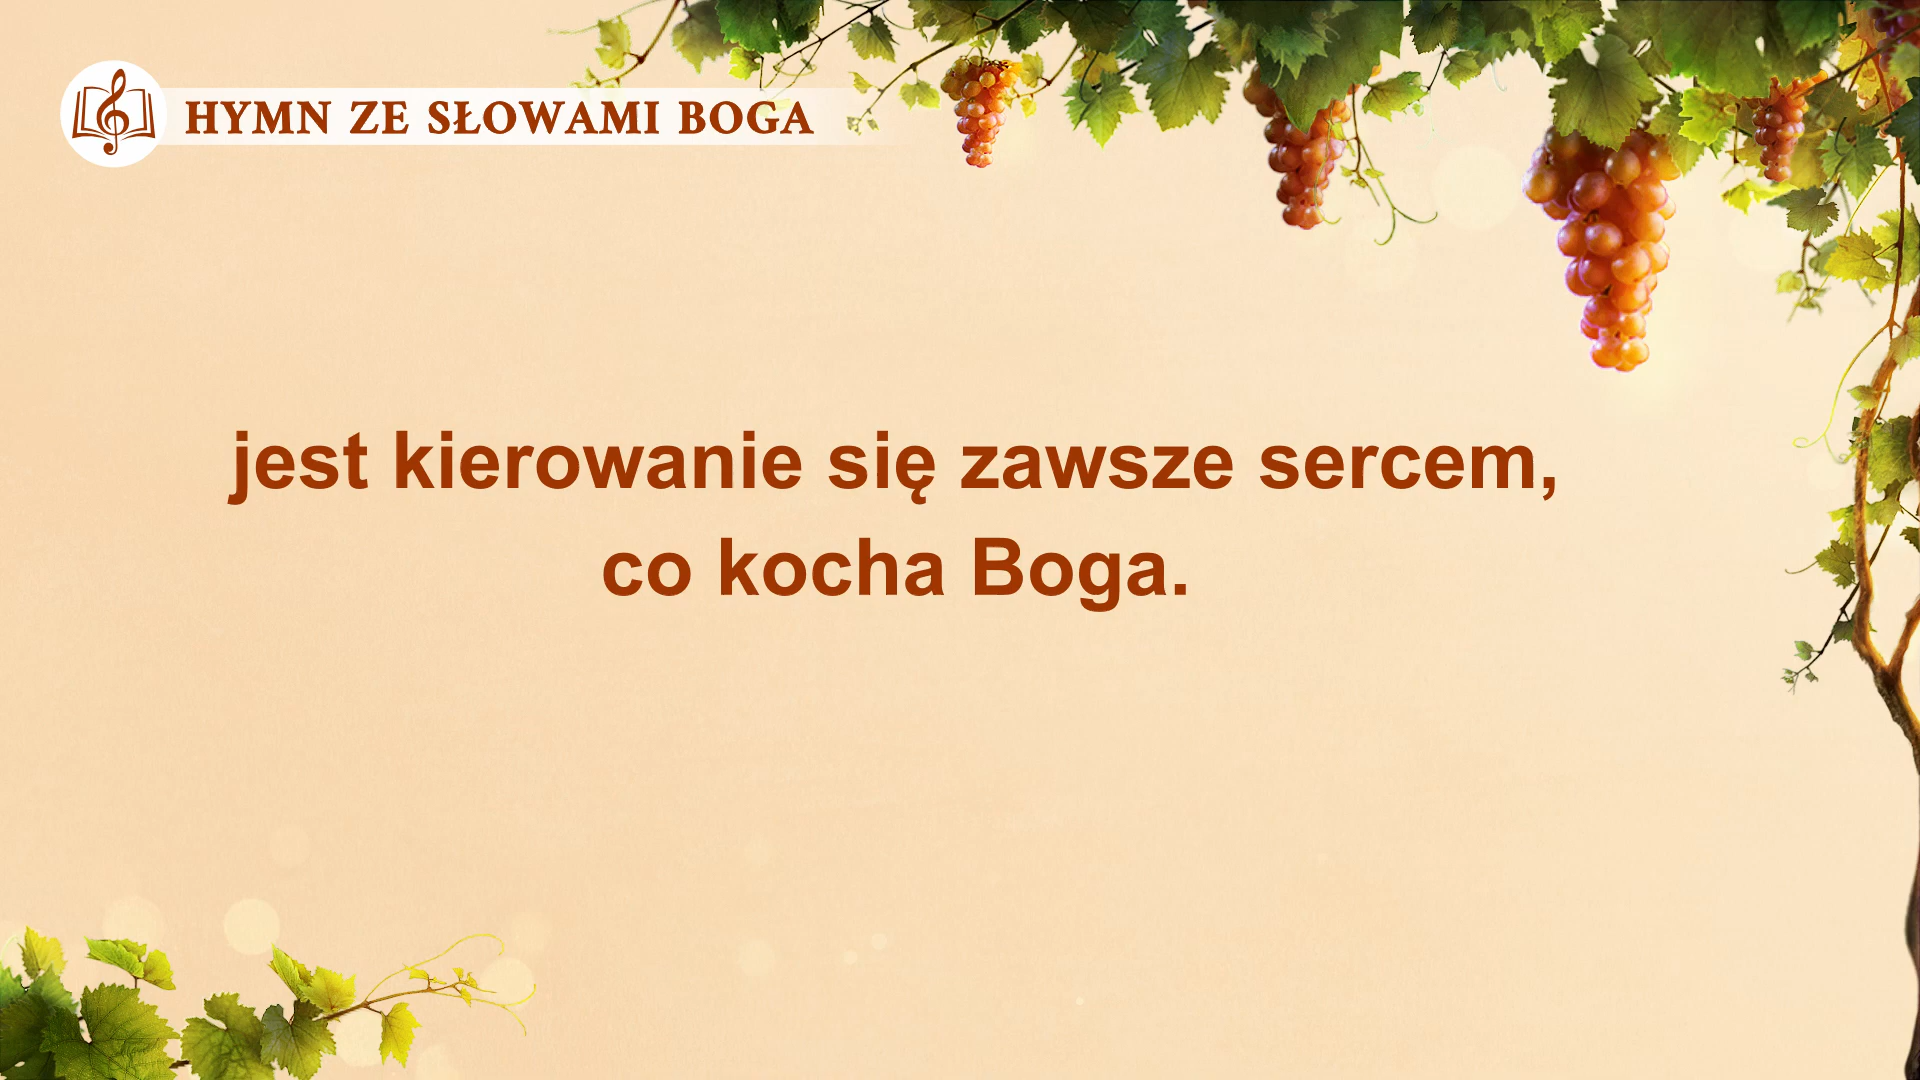 HYMN ZE SŁOWAMI BOGA
jest kierowanie się zawsze sercem,
co kocha Boga.